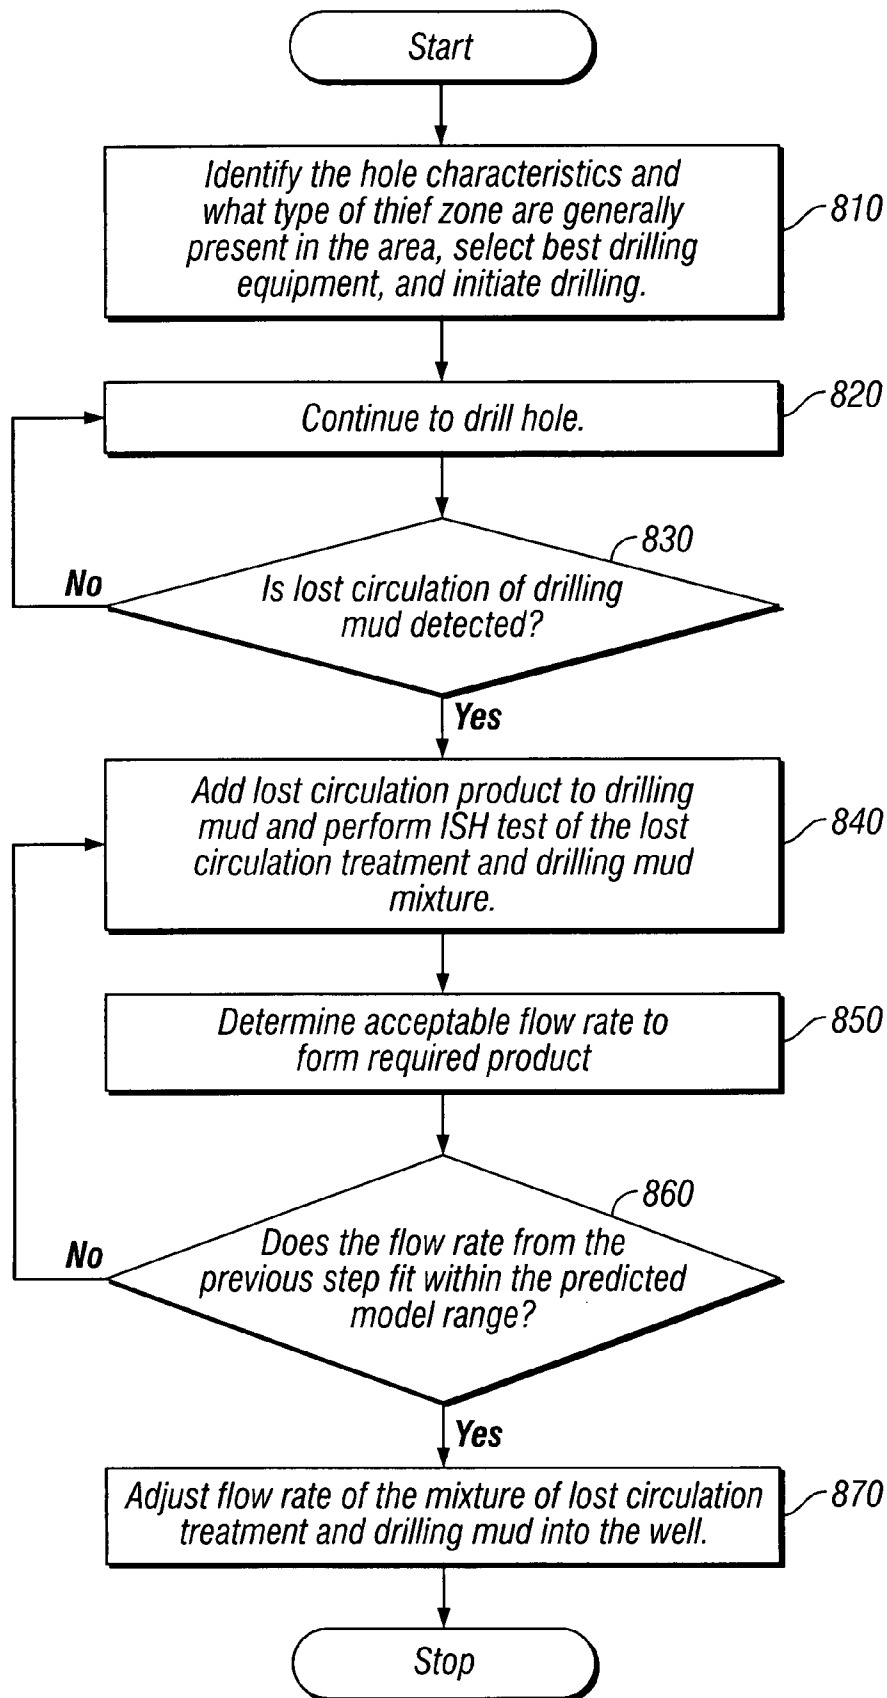 Start
Identify the hole characteristics and
what type of thief zone are generally
present in the area, select best drilling
equipment, and initiate drilling.
810
Continue to drill hole.
820
830
Is lost circulation of drilling
mud detected?
No
Yes
Add lost circulation product to drilling
mud and perform ISH test of the lost
circulation treatment and drilling mud
mixture.
840
Determine acceptable flow rate to
form required product
850
860
Does the flow rate from the
previous step fit within the predicted
model range?
No
Yes
Adjust flow rate of the mixture of lost circulation
treatment and drilling mud into the well.
870
Stop